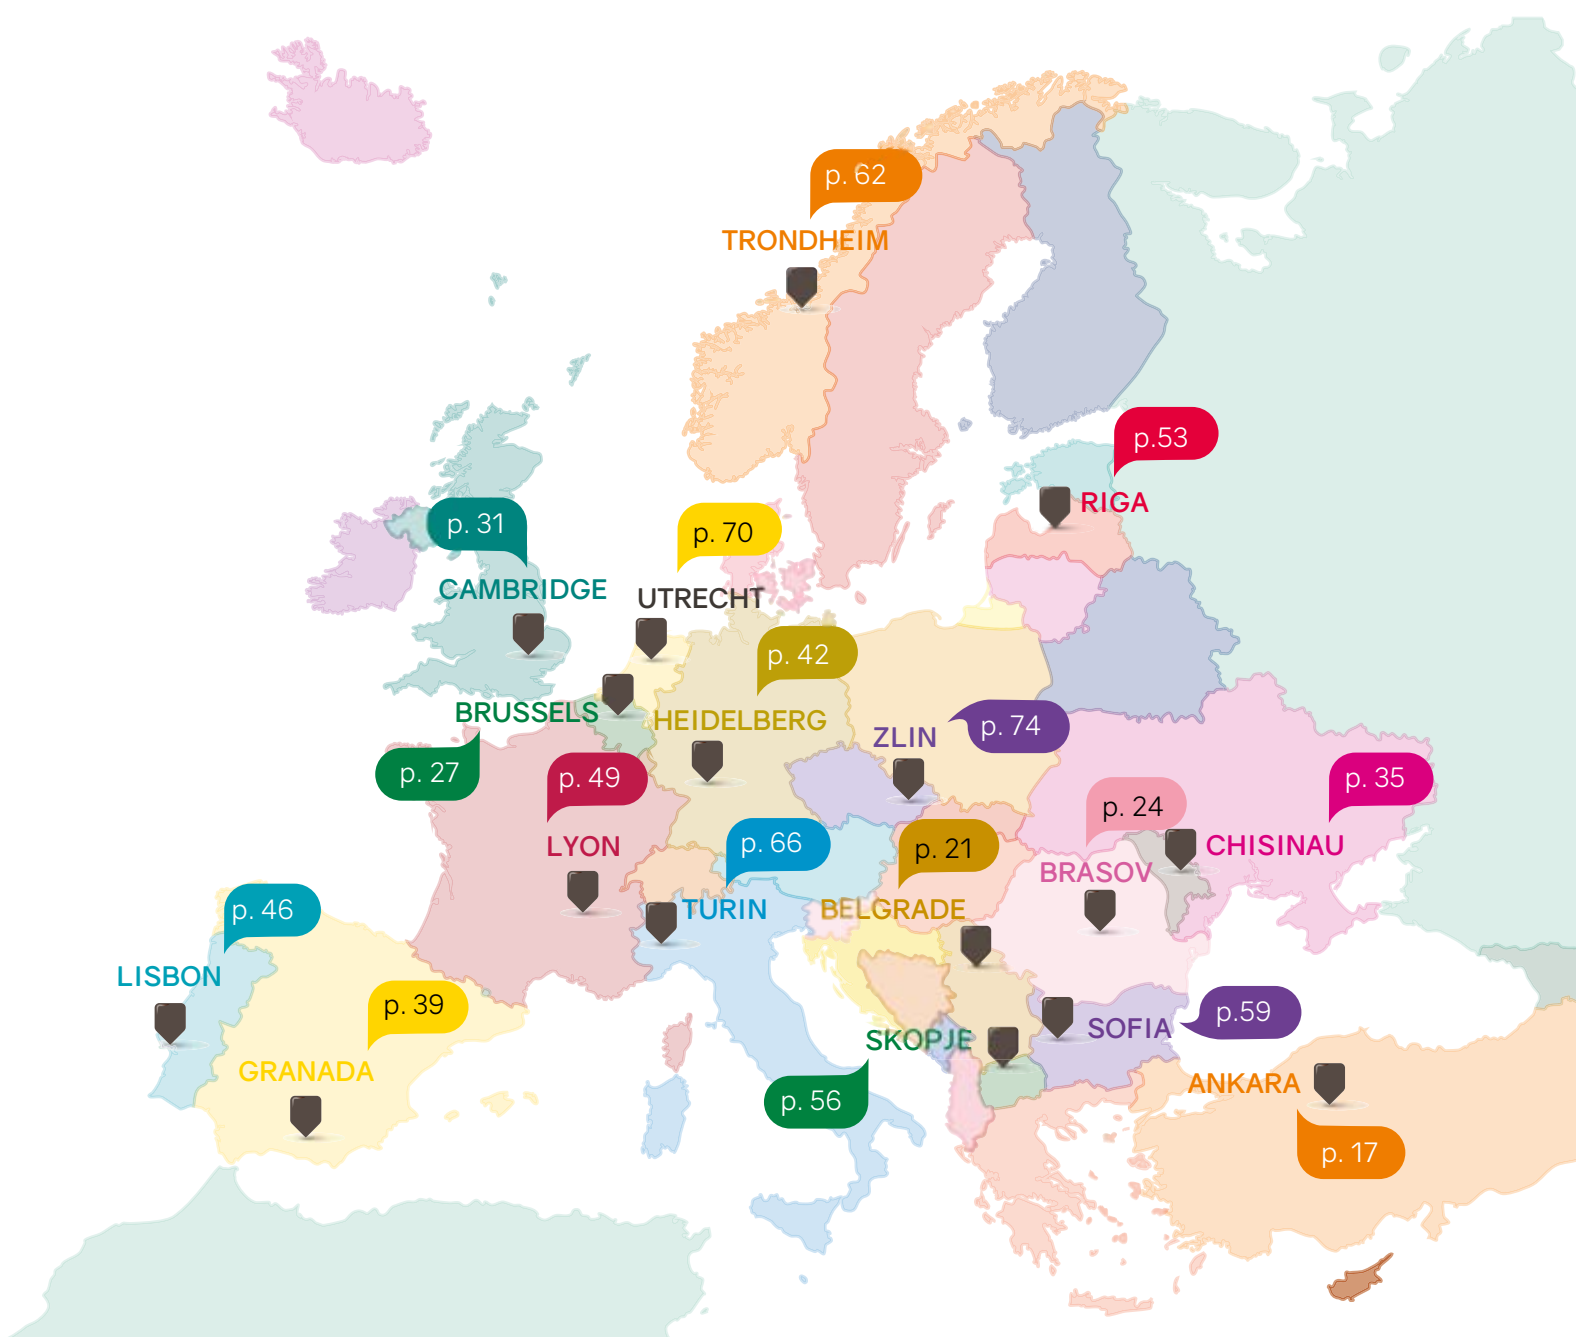 p. 62
TRONDHEIM
p.53
RIGA
p. 31
CAMBRIDGE
p. 70
UTRECHT
p. 42
HEIDELBERG
BRUSSELS
p. 27
ZLIN
p. 74
p. 49
LYON
p. 35
CHISINAU
p. 24
BRASOV
p. 66
TURIN
p. 21
BELGRADE
p. 46
LISBON
p. 39
GRANADA
SOFIA
p.59
SKOPJE
p. 56
ANKARA
p. 17